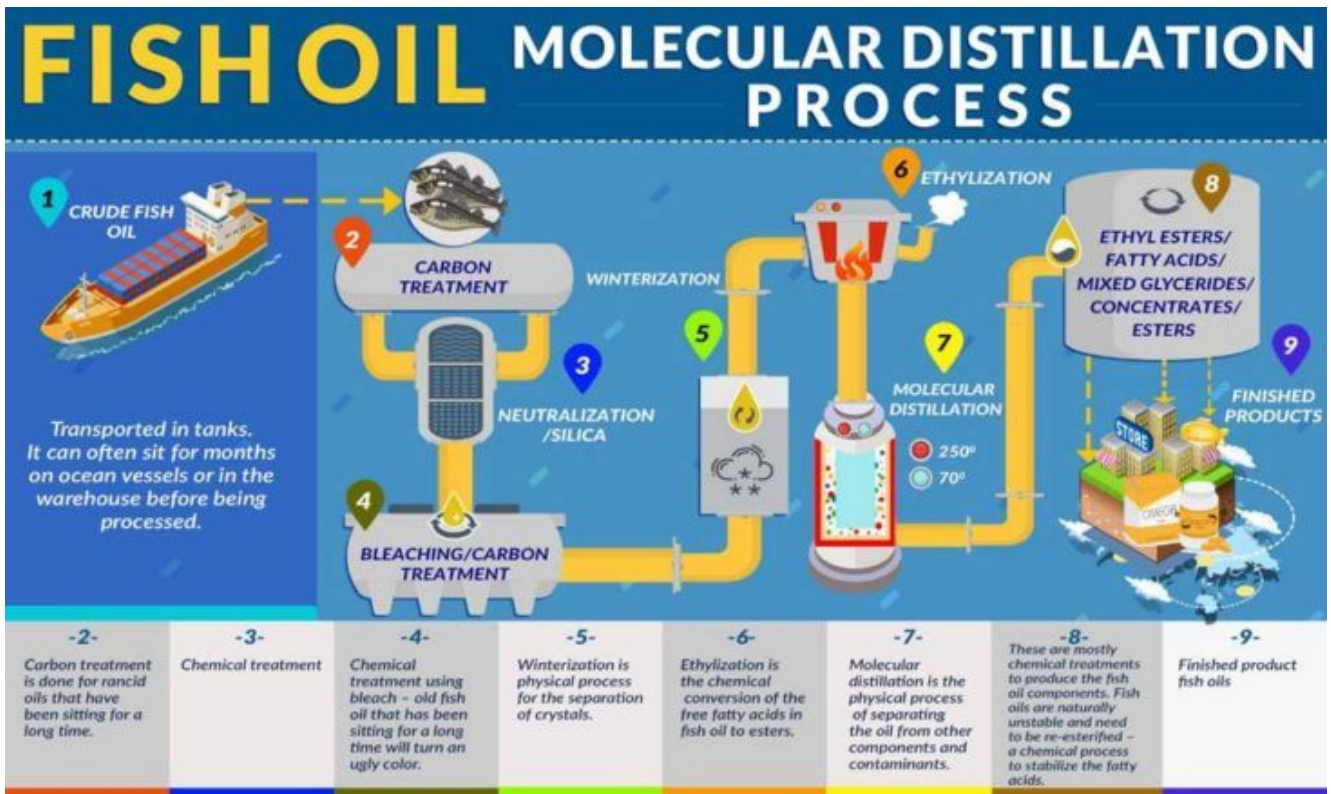 FISH OIL
MOLECULAR DISTILLATION
PROCESS
1
CRUDE FISH
OIL
Transported in tanks.
It can often sit for months
on ocean vessels or in the
warehouse before being
processed.
2
CARBON
TREATMENT
3
NEUTRALIZATION
/SILICA
4
BLEACHING/CARBON
TREATMENT
WINTERIZATION
5
6
ETHYLIZATION
7
MOLECULAR
DISTILLATION
250°
70°
8
ETHYL ESTERS/
FATTY ACIDS/
MIXED GLYCERIDES/
CONCENTRATES/
ESTERS
9
FINISHED
PRODUCTS
STORE
OMEGA
-2-
Carbon treatment
is done for rancid
oils that have
been sitting for a
long time.
-3-
Chemical treatment
-4-
Chemical
treatment using
bleach – old fish
oil that has been
sitting for a long
time will turn an
ugly color.
-5-
Winterization is
physical process
for the separation
of crystals.
-6-
Ethylization is
the chemical
conversion of the
free fatty acids in
fish oil to esters.
-7-
Molecular
distillation is the
physical process
of separating
the oil from other
components and
contaminants.
-8-
These are mostly
chemical treatments
to produce the fish
oil components. Fish
oils are naturally
unstable and need
to be re-esterified –
a chemical process
to stabilize the fatty
acids.
-9-
Finished product
fish oils